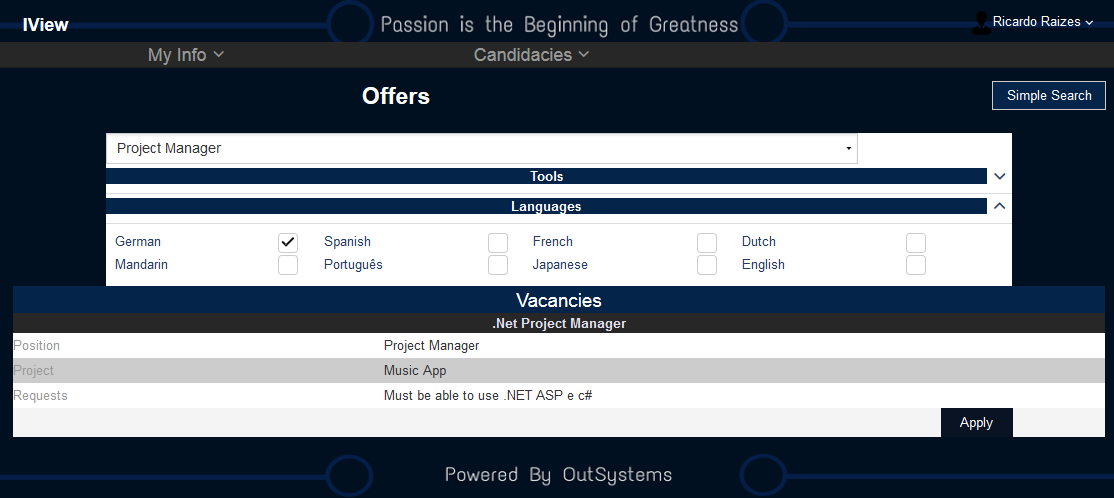 IView
Passion is the Beginning of Greatness
Ricardo Raizes
My Info
Candidacies
Offers
Simple Search
Project Manager
Tools
Languages
German Spanish French Dutch
Mandarin Português Japanese English
Vacancies
.Net Project Manager
Position Project Manager
Project Music App
Requests Must be able to use .NET ASP e c#
Apply
Powered By OutSystems